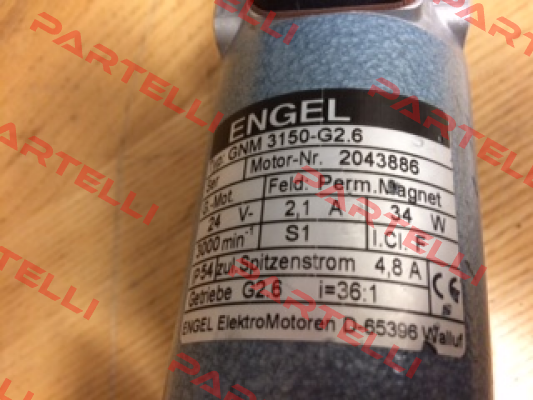 ENGEL
Typ. GNM 3150-G2.6
Ser. Motor-Nr. 2043886
G.-Mot. Feld: Perm.Magnet
24 V- 2,1 A 34 W
3000 min-1 S1 I.Cl. F
IP54 zul.Spitzenstrom 4,8 A
Getriebe G2.6 i=36:1 CE
ENGEL ElektroMotoren D-65396 Walluf
PARTELLI
PARTELLI
PARTELLI
PARTELLI
PARTELLI